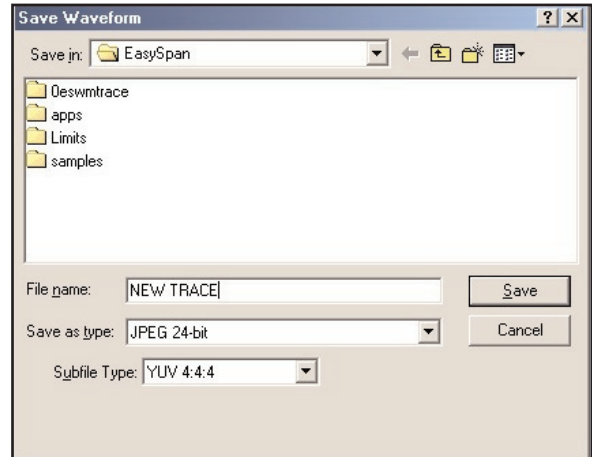 Save Waveform
Save in: EasySpan
0eswmtrace
apps
Limits
samples
File name: NEW TRACE
Save
Save as type: JPEG 24-bit
Cancel
Subfile Type: YUV 4:4:4